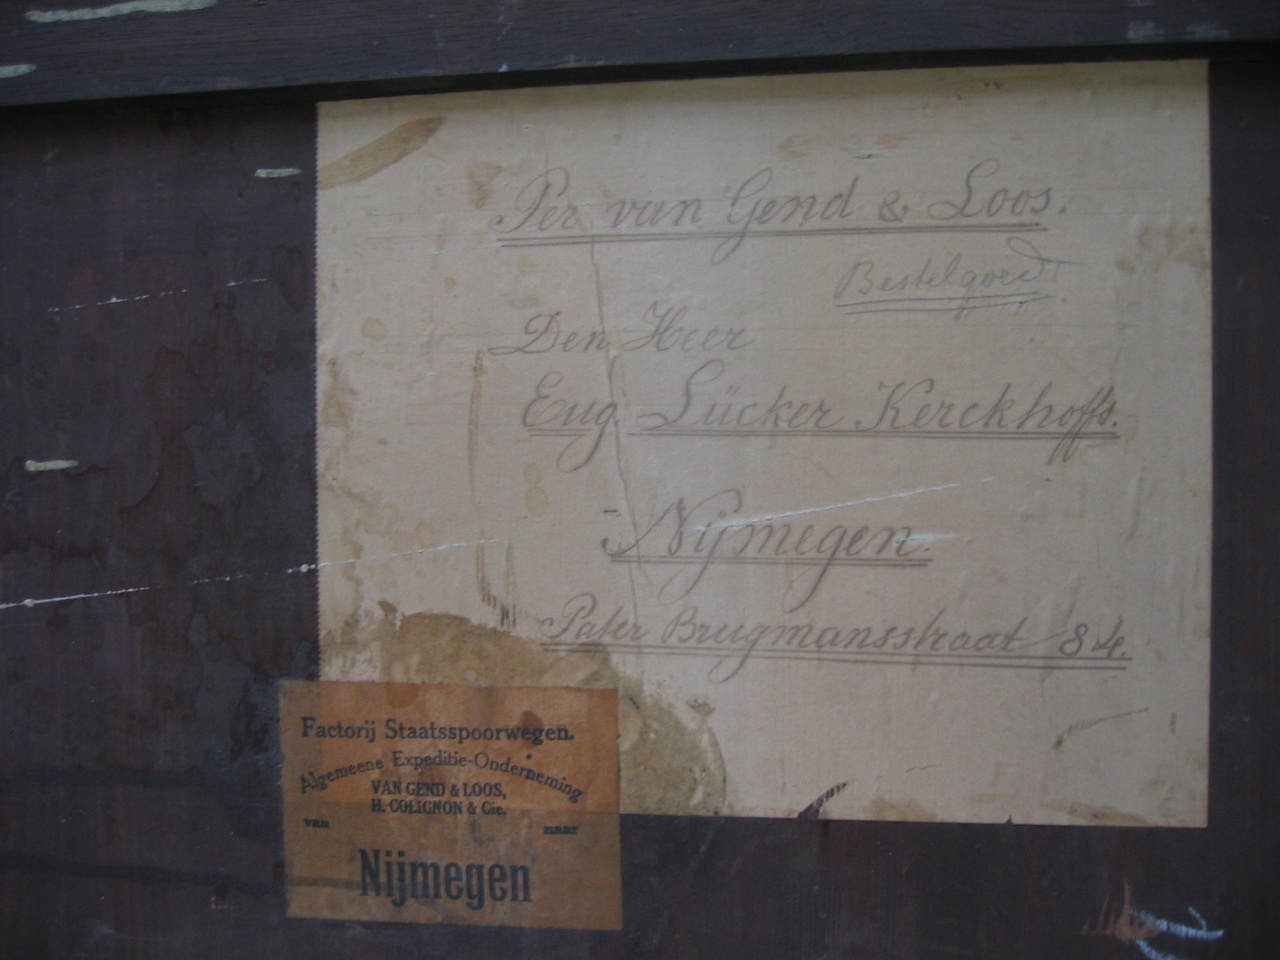 Per van Gend & Loos.
Bestelgoed.
Den Heer
Eug. Lücker Kerckhoffs.
Nijmegen.
Pater Brugmansstraat 84.
Factorij Staatsspoorwegen.
Algemeene Expeditie-Onderneming
VAN GEND & LOOS,
H. COLIGNON & Cie.
van naar
Nijmegen